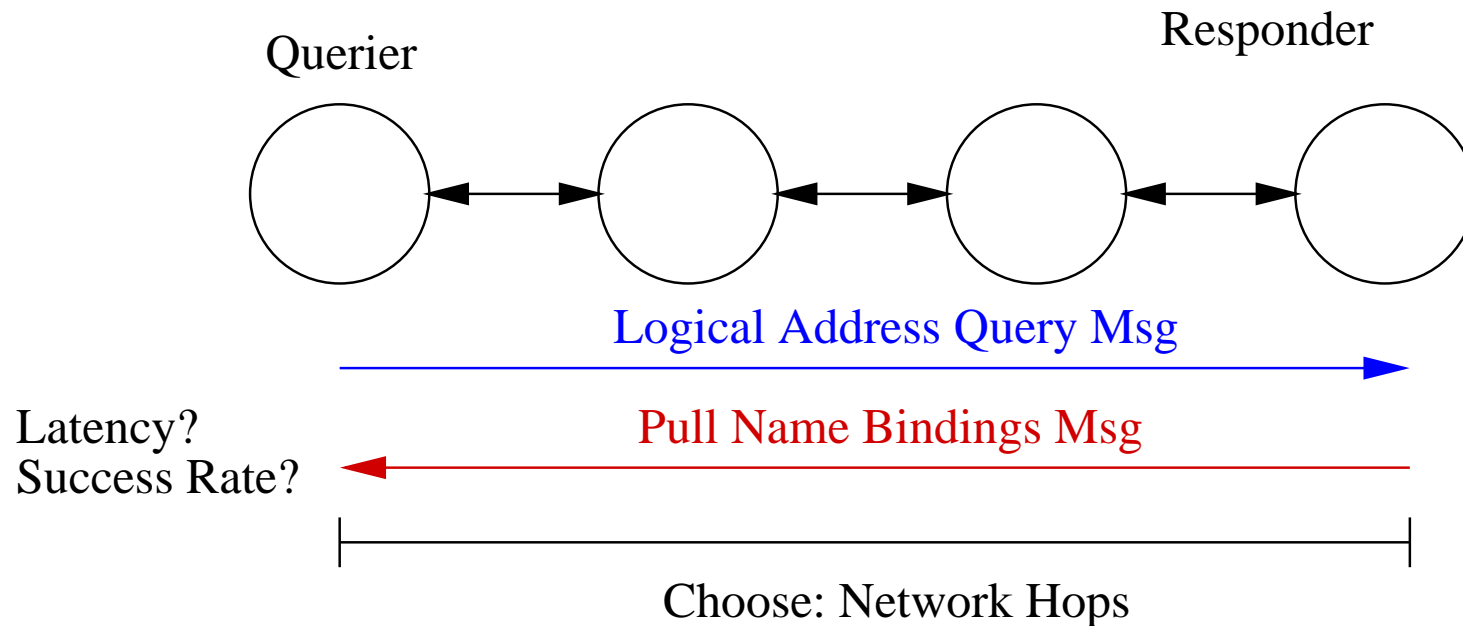 Querier
Responder
Logical Address Query Msg
Latency?
Pull Name Bindings Msg
Success Rate?
Choose: Network Hops